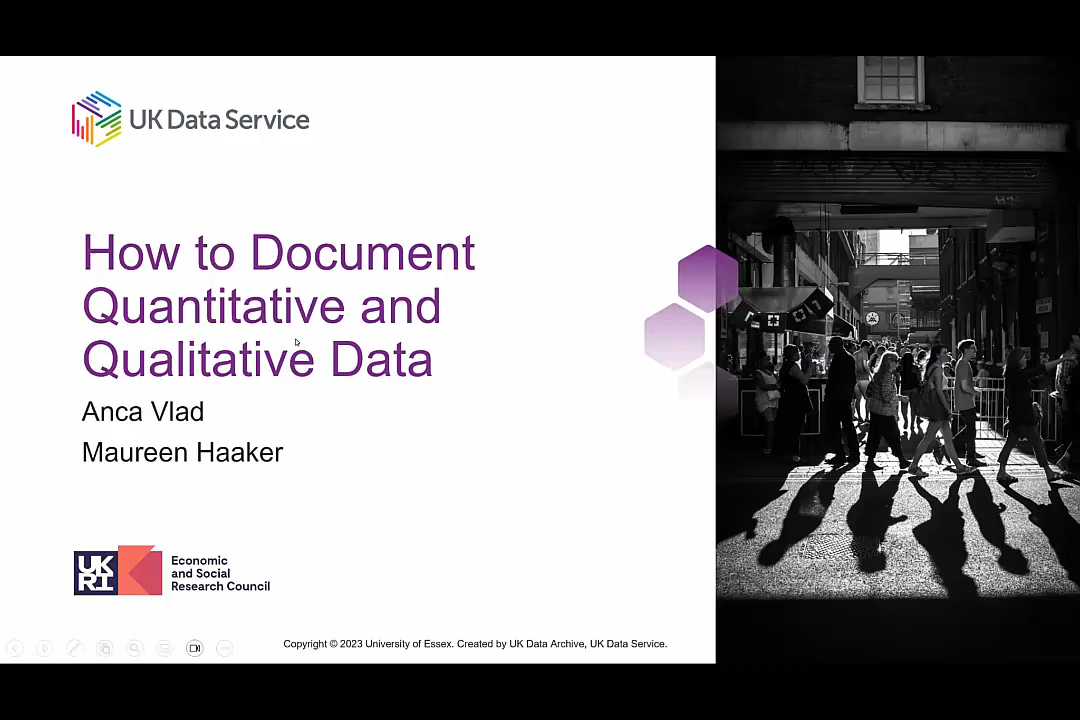 UK Data Service
How to Document
Quantitative and
Qualitative Data
Anca Vlad
Maureen Haaker
UK
RI
Economic
and Social
Research Council
Copyright © 2023 University of Essex. Created by UK Data Archive, UK Data Service.